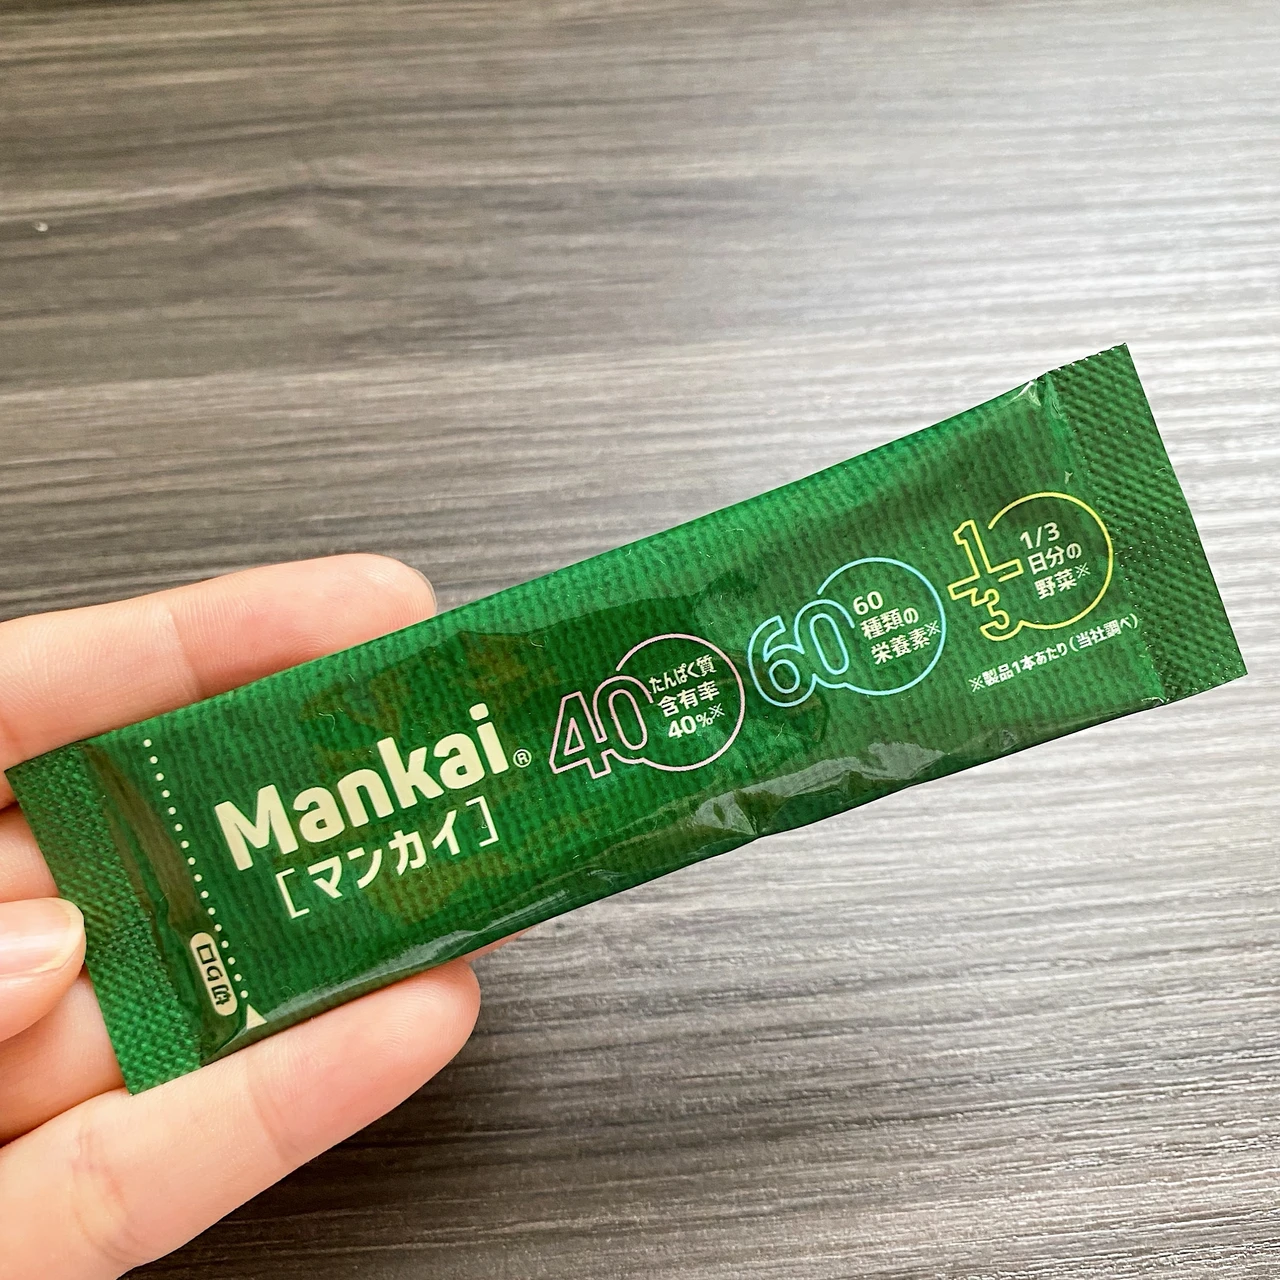 Mankai®
[マンカイ]
40
たんぱく質
含有率
40%※
60
60
種類の
栄養素※
1/3
1/3
日分の
野菜※
※製品1本あたり(当社調べ)
切り口